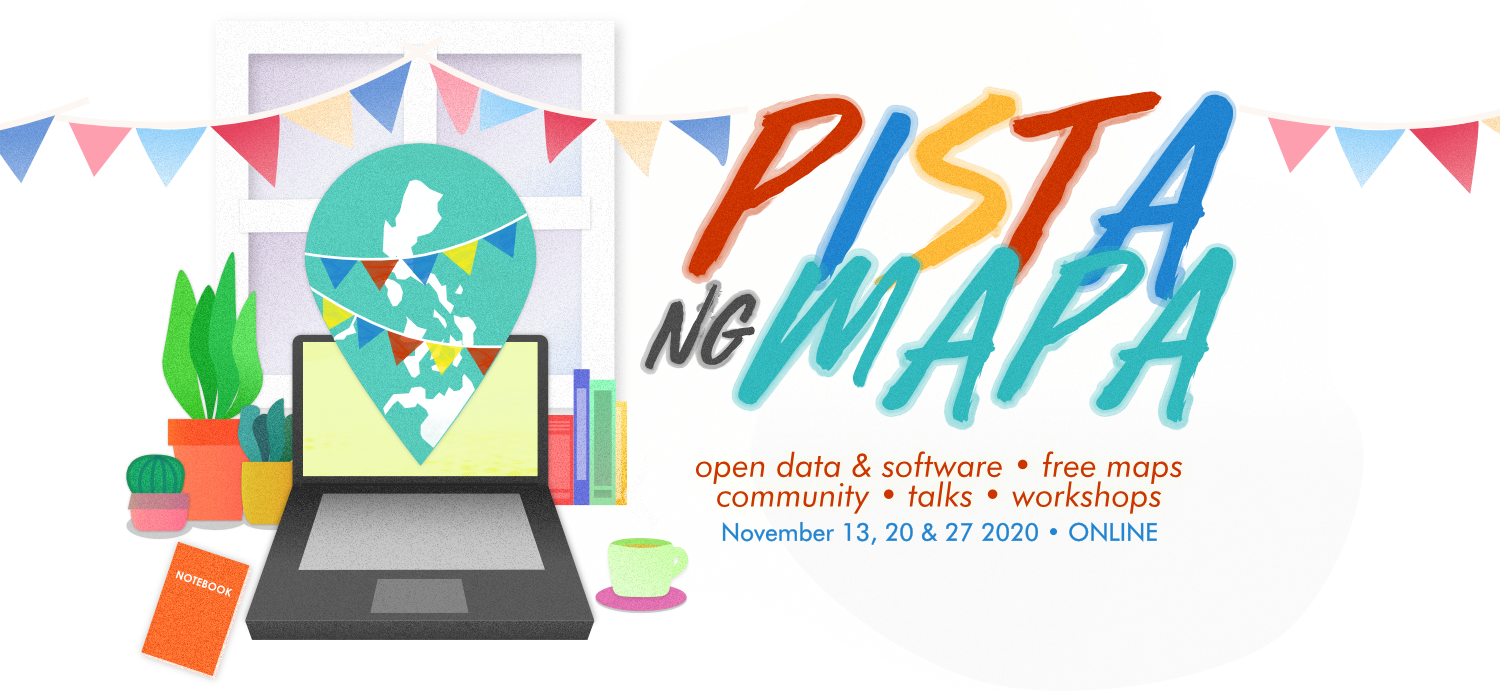 PISTA
NG MAPA
open data & software • free maps
community • talks • workshops
November 13, 20 & 27 2020 • ONLINE
NOTEBOOK